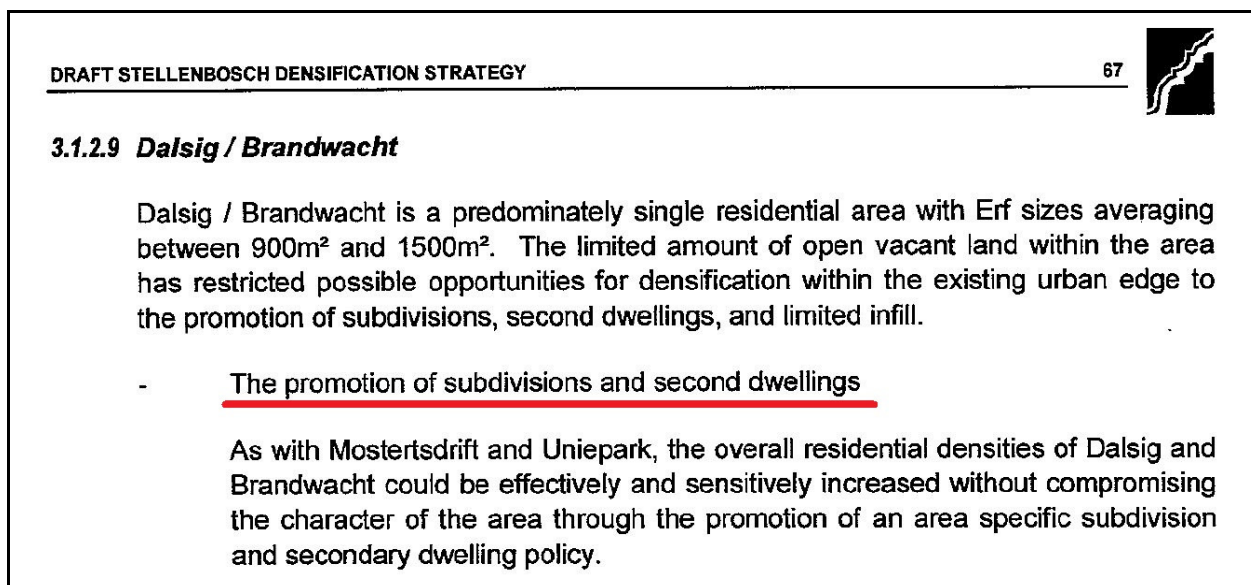 DRAFT STELLENBOSCH DENSIFICATION STRATEGY 67
3.1.2.9 Dalsig / Brandwacht
Dalsig / Brandwacht is a predominately single residential area with Erf sizes averaging
between 900m² and 1500m². The limited amount of open vacant land within the area
has restricted possible opportunities for densification within the existing urban edge to
the promotion of subdivisions, second dwellings, and limited infill.
- The promotion of subdivisions and second dwellings
As with Mostertsdrift and Uniepark, the overall residential densities of Dalsig and
Brandwacht could be effectively and sensitively increased without compromising
the character of the area through the promotion of an area specific subdivision
and secondary dwelling policy.